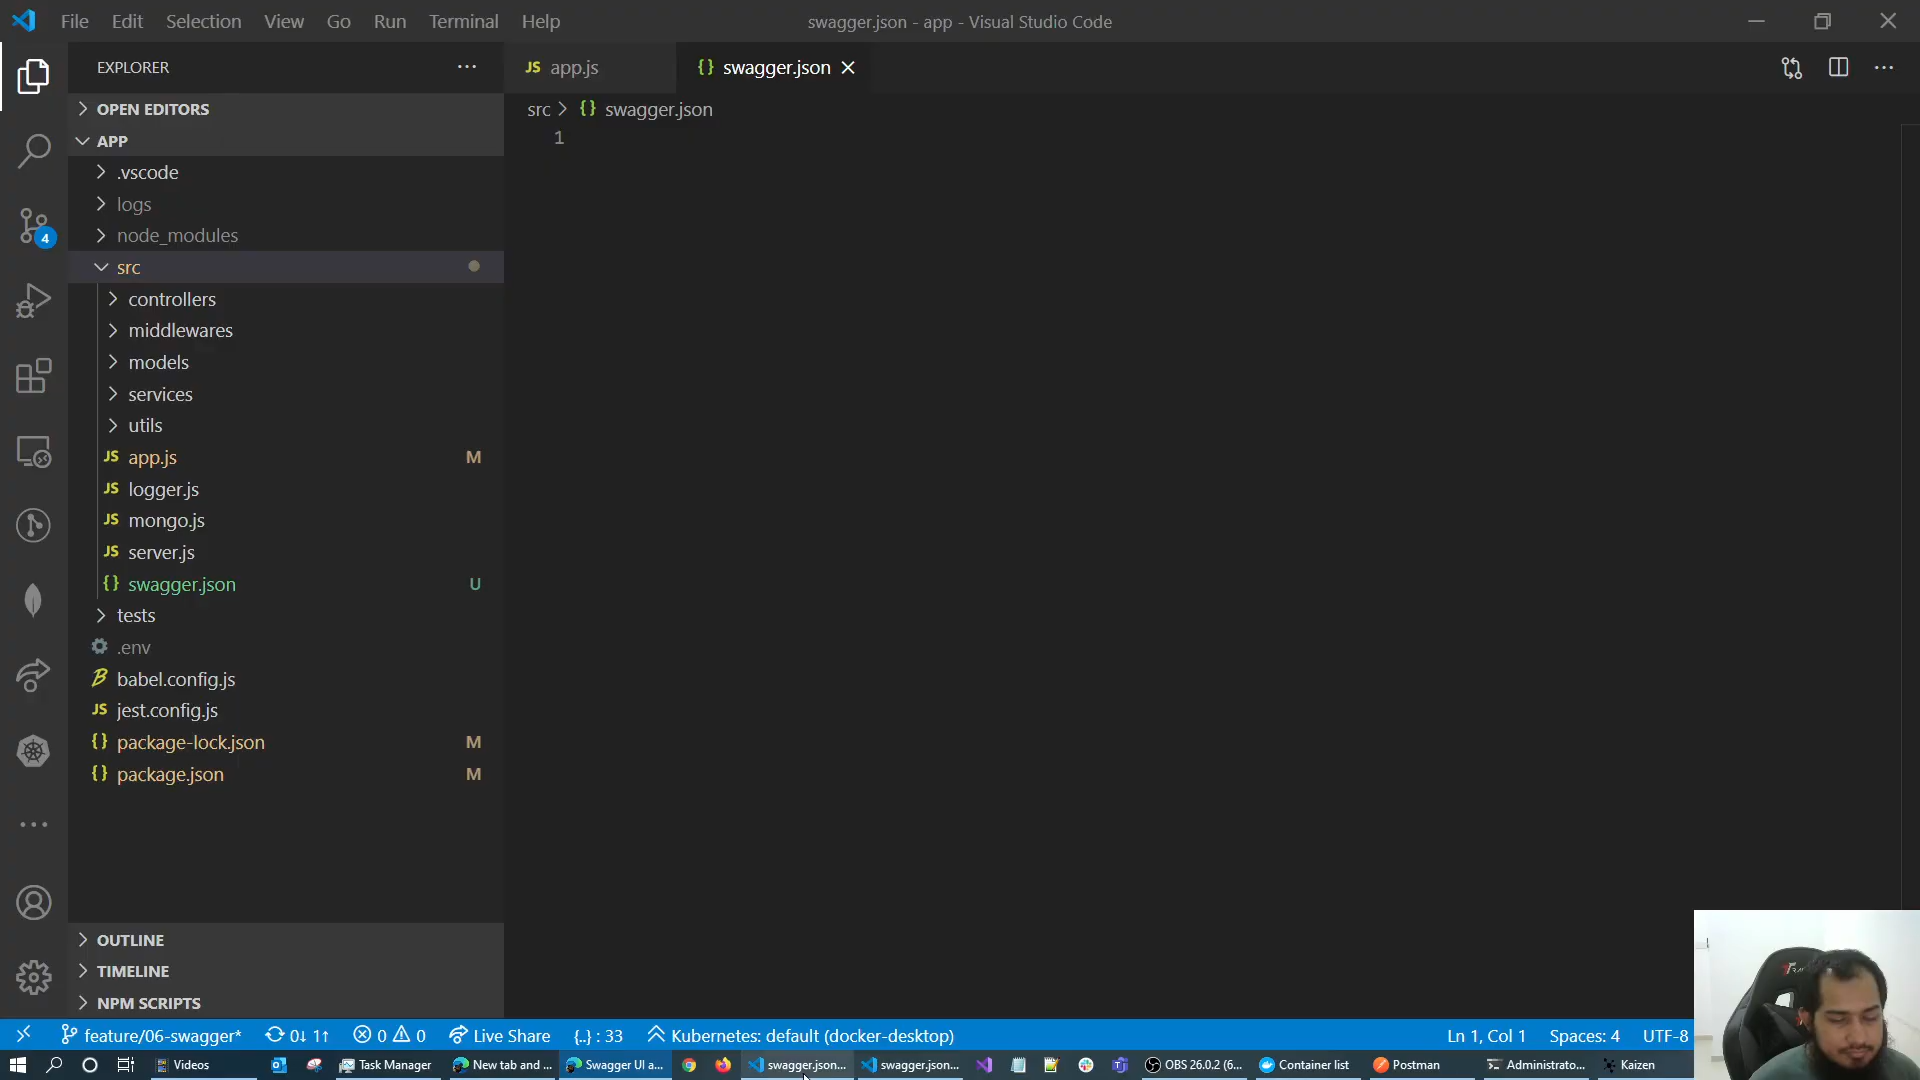 File Edit Selection View Go Run Terminal Help
swagger.json - app - Visual Studio Code
EXPLORER
JS app.js
{} swagger.json
OPEN EDITORS
src > {} swagger.json
APP
1
.vscode
logs
node_modules
src
controllers
middlewares
models
services
utils
JS app.js M
JS logger.js
JS mongo.js
JS server.js
{} swagger.json U
tests
.env
babel.config.js
JS jest.config.js
{} package-lock.json M
{} package.json M
4
OUTLINE
TIMELINE
NPM SCRIPTS
feature/06-swagger* 0↓ 1↑ 0 0 Live Share {..} : 33 Kubernetes: default (docker-desktop) Ln 1, Col 1 Spaces: 4 UTF-8
Videos Task Manager New tab and ... Swagger UI a... swagger.json... swagger.json... OBS 26.0.2 (6... Container list Postman Administrato... Kaizen